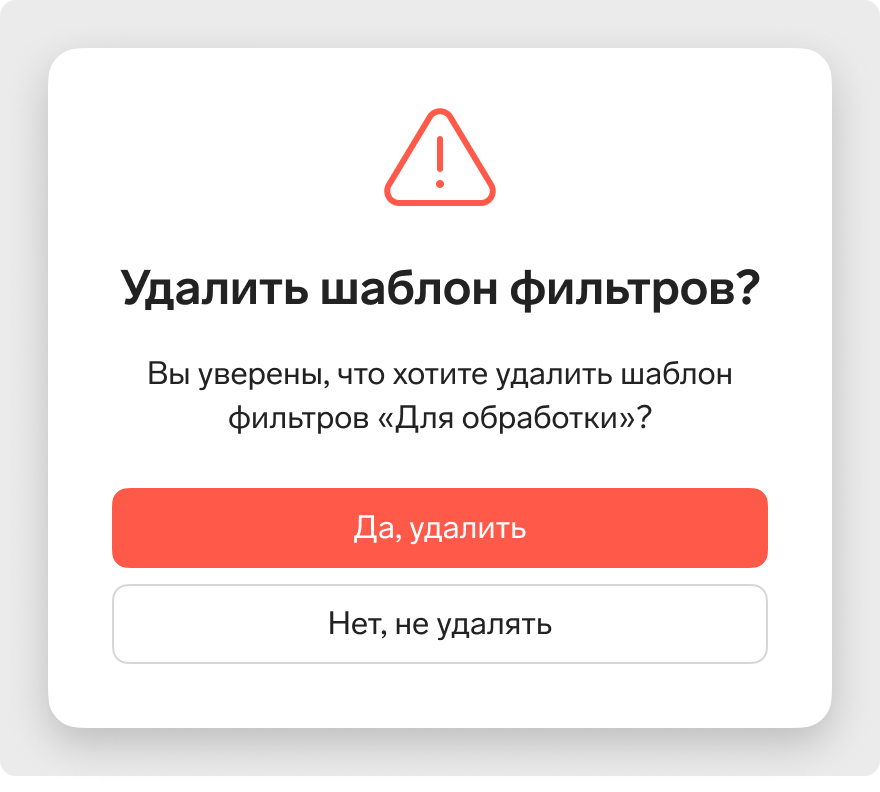 Удалить шаблон фильтров?
Вы уверены, что хотите удалить шаблон
фильтров «Для обработки»?
Да, удалить
Нет, не удалять